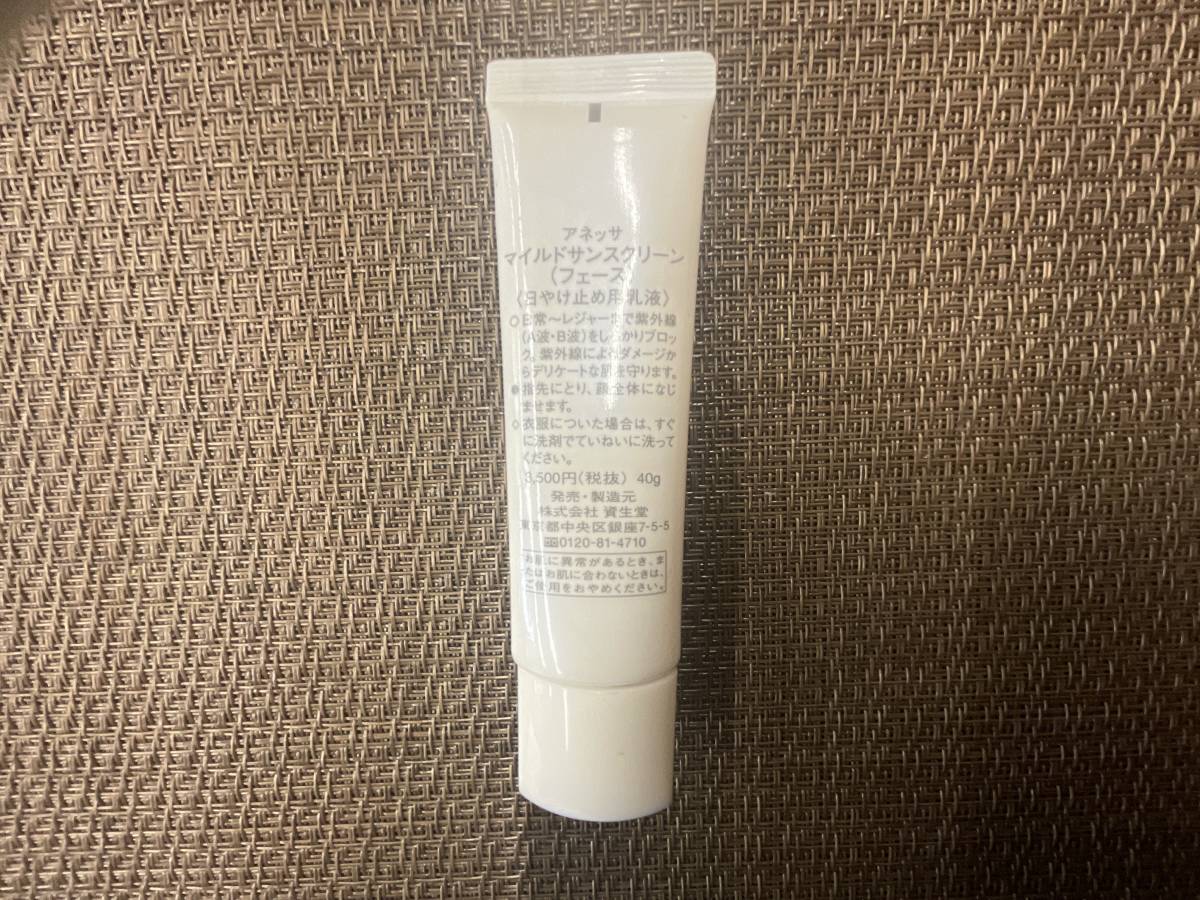 アネッサ
マイルドサンスクリーン
(フェース)
〈日やけ止め用乳液〉
○日常〜レジャーまで紫外線
(A波・B波)をしっかりブロッ
ク、紫外線によるダメージか
らデリケートな肌を守ります。
●指先にとり、顔全体になじ
ませます。
◇衣服についた場合は、すぐ
に洗剤でていねいに洗って
ください。
3,500円(税抜) 40g
発売・製造元
株式会社 資生堂
東京都中央区銀座7-5-5
0120-81-4710
お肌に異常があるとき、ま
たはお肌に合わないときは、
ご使用をおやめください。